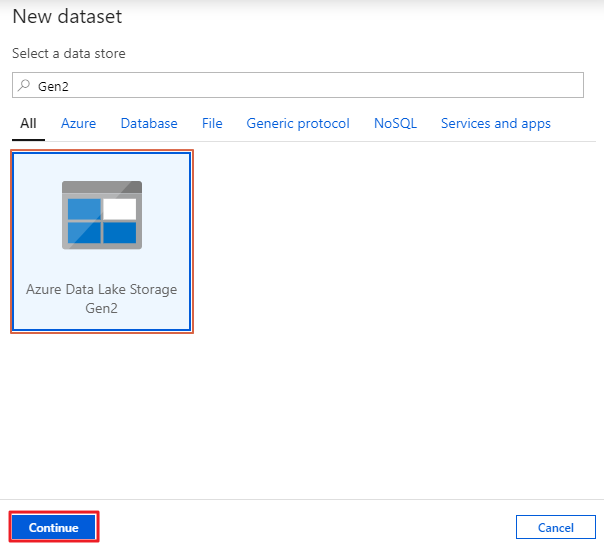 New dataset
Select a data store
Gen2
All Azure Database File Generic protocol NoSQL Services and apps
Azure Data Lake Storage
Gen2
Continue Cancel